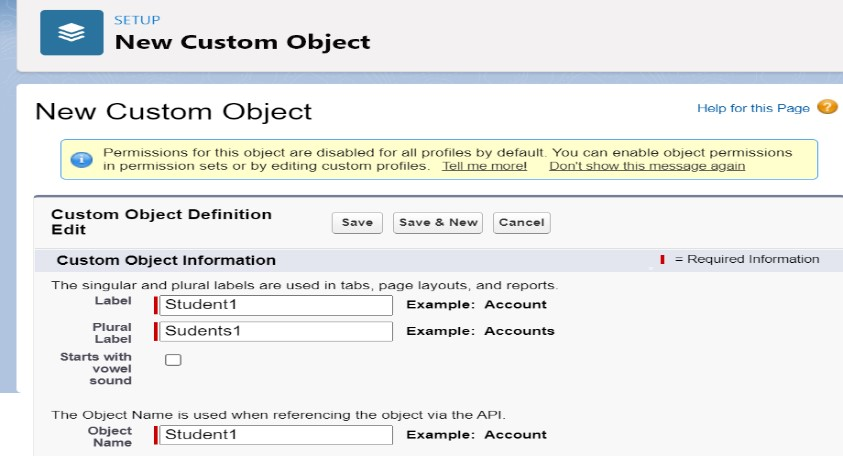 SETUP
New Custom Object
New Custom Object
Help for this Page ?
Permissions for this object are disabled for all profiles by default. You can enable object permissions
in permission sets or by editing custom profiles. Tell me more! Don't show this message again
Custom Object Definition
Edit
Save Save & New Cancel
Custom Object Information
= Required Information
The singular and plural labels are used in tabs, page layouts, and reports.
Label Student1 Example: Account
Plural
Label Sudents1 Example: Accounts
Starts with
vowel
sound
The Object Name is used when referencing the object via the API.
Object
Name Student1 Example: Account